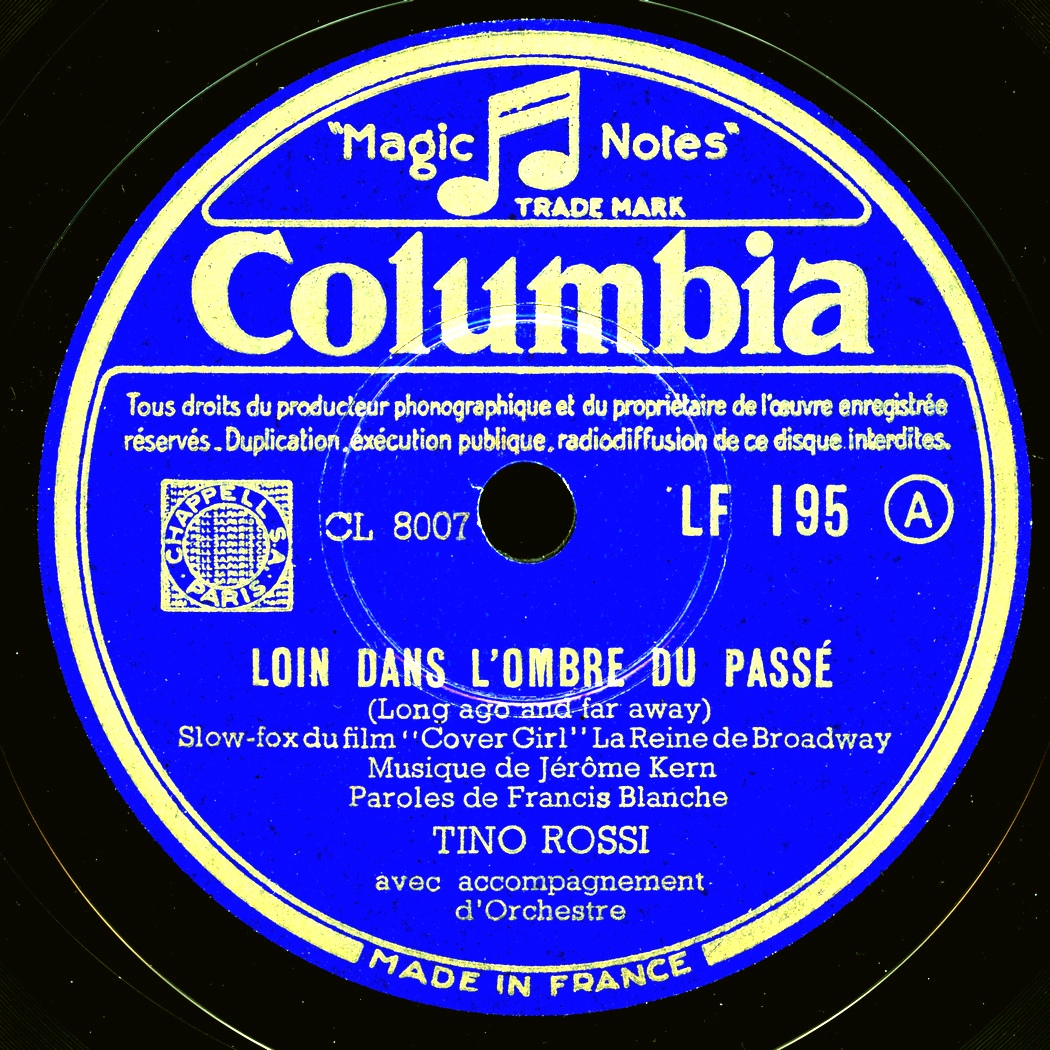 "Magic Notes"
TRADE MARK
Columbia
Tous droits du producteur phonographique et du propriétaire de l'œuvre enregistrée
réservés. Duplication, éxécution publique, radiodiffusion de ce disque interdites.
CHAPPELL S.A.
PARIS
CL 8007
LF 195 A
LOIN DANS L'OMBRE DU PASSÉ
(Long ago and far away)
Slow-fox du film "Cover Girl" La Reine de Broadway
Musique de Jérôme Kern
Paroles de Francis Blanche
TINO ROSSI
avec accompagnement
d'Orchestre
MADE IN FRANCE